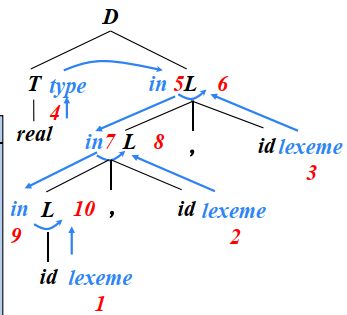 D
T type in 5 L 6
4
real in 7 L 8 , id lexeme
3
in L 10 , id lexeme
9 2
id lexeme
1